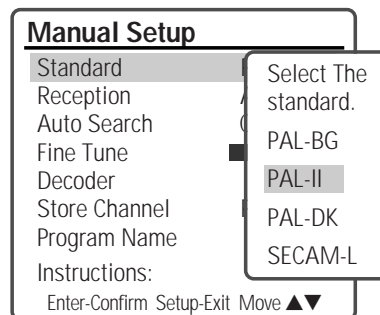 Manual Setup
Standard
Reception
Auto Search
Fine Tune
Decoder
Store Channel
Program Name
Instructions:
Enter-Confirm Setup-Exit Move ▲▼
Select The
standard.
PAL-BG
PAL-II
PAL-DK
SECAM-L